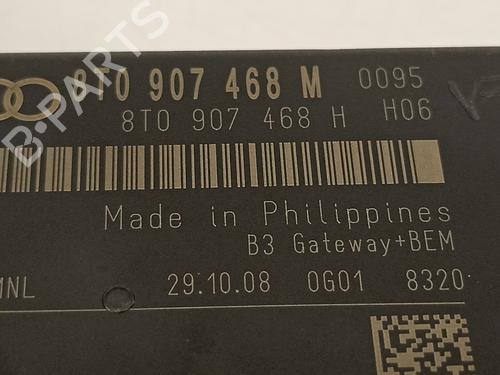 B-PARTS
8T0 907 468 M 0095
8T0 907 468 H H06
Made in Philippines
B3 Gateway+BEM
MNL 29.10.08 0G01 8320